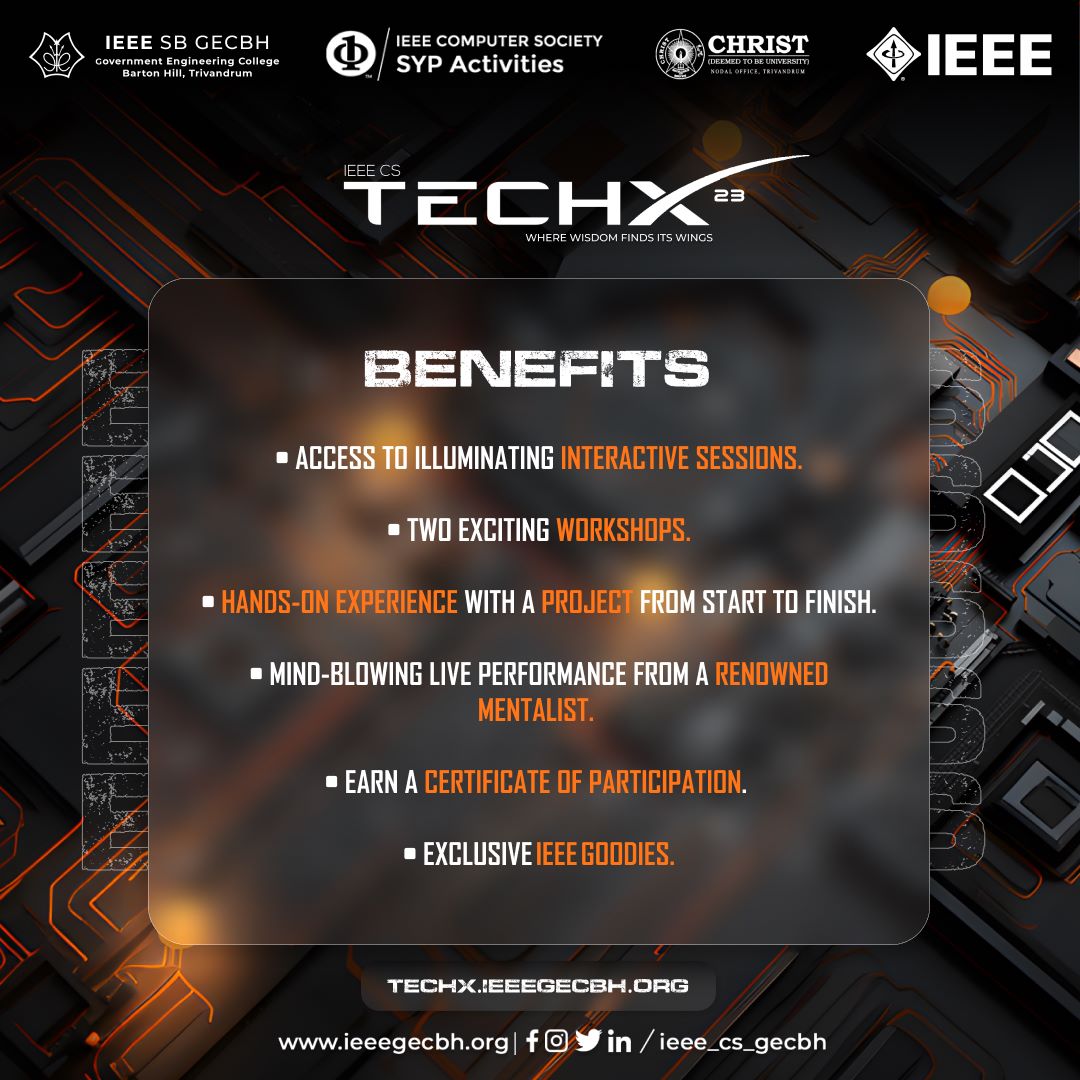 IEEE SB GECBH
Government Engineering College
Barton Hill, Trivandrum
IEEE COMPUTER SOCIETY
SYP Activities
TM
CHRIST
(DEEMED TO BE UNIVERSITY)
NODAL OFFICE, TRIVANDRUM
IEEE
IEEE CS
TECHX 23
WHERE WISDOM FINDS ITS WINGS
BENEFITS
▪ ACCESS TO ILLUMINATING INTERACTIVE SESSIONS.
▪ TWO EXCITING WORKSHOPS.
▪ HANDS-ON EXPERIENCE WITH A PROJECT FROM START TO FINISH.
▪ MIND-BLOWING LIVE PERFORMANCE FROM A RENOWNED
MENTALIST.
▪ EARN A CERTIFICATE OF PARTICIPATION.
▪ EXCLUSIVE IEEE GOODIES.
TECHX.IEEEGECBH.ORG
www.ieeegecbh.org| / ieee_cs_gecbh